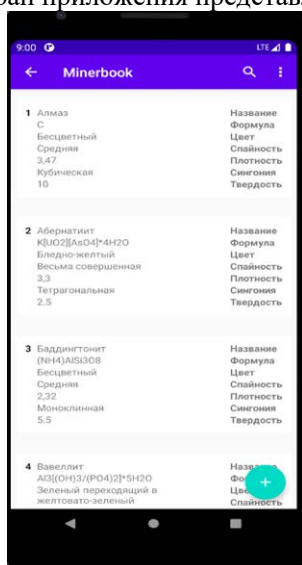 ран приложения представл
9:00 LTE
Minerbook
1 Алмаз Название
C Формула
Бесцветный Цвет
Средняя Спайность
3,47 Плотность
Кубическая Сингония
10 Твердость
2 Абернатиит Название
K[UO2][AsO4]*4H2O Формула
Бледно-желтый Цвет
Весьма совершенная Спайность
3,3 Плотность
Тетрагональная Сингония
2.5 Твердость
3 Баддингтонит Название
(NH4)AlSi3O8 Формула
Бесцветный Цвет
Средняя Спайность
2,32 Плотность
Моноклинная Сингония
5.5 Твердость
4 Вавеллит
Al3[(OH)3/(PO4)2]*5H2O
Зеленый переходящий в
желтовато-зеленый Спайность